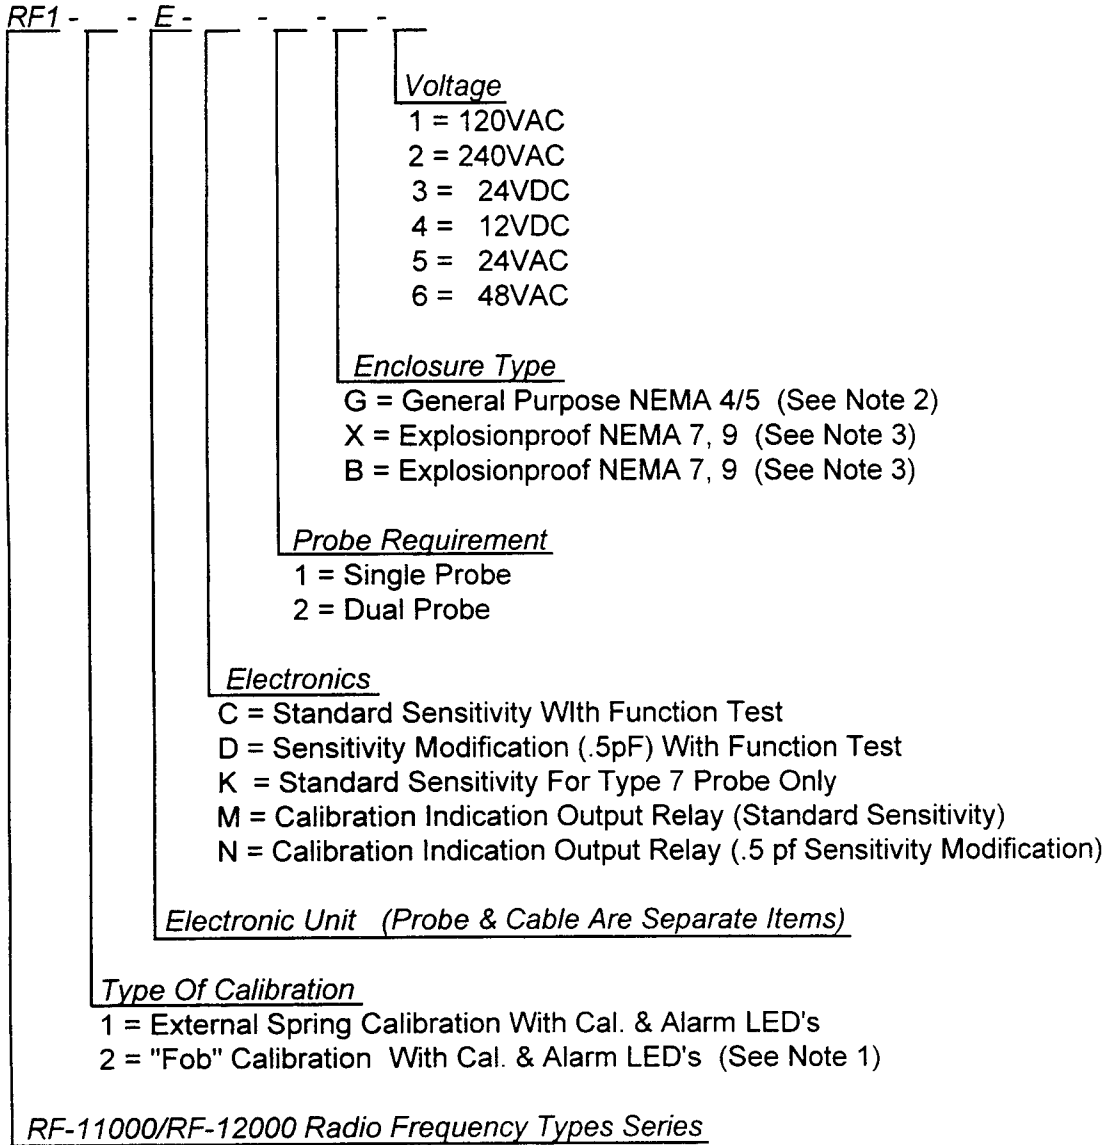 RF1 - __ - E - __ - __ - __ - __
Voltage
1 = 120VAC
2 = 240VAC
3 = 24VDC
4 = 12VDC
5 = 24VAC
6 = 48VAC
Enclosure Type
G = General Purpose NEMA 4/5 (See Note 2)
X = Explosionproof NEMA 7, 9 (See Note 3)
B = Explosionproof NEMA 7, 9 (See Note 3)
Probe Requirement
1 = Single Probe
2 = Dual Probe
Electronics
C = Standard Sensitivity WIth Function Test
D = Sensitivity Modification (.5pF) With Function Test
K = Standard Sensitivity For Type 7 Probe Only
M = Calibration Indication Output Relay (Standard Sensitivity)
N = Calibration Indication Output Relay (.5 pf Sensitivity Modification)
Electronic Unit (Probe & Cable Are Separate Items)
Type Of Calibration
1 = External Spring Calibration With Cal. & Alarm LED's
2 = "Fob" Calibration With Cal. & Alarm LED's (See Note 1)
RF-11000/RF-12000 Radio Frequency Types Series